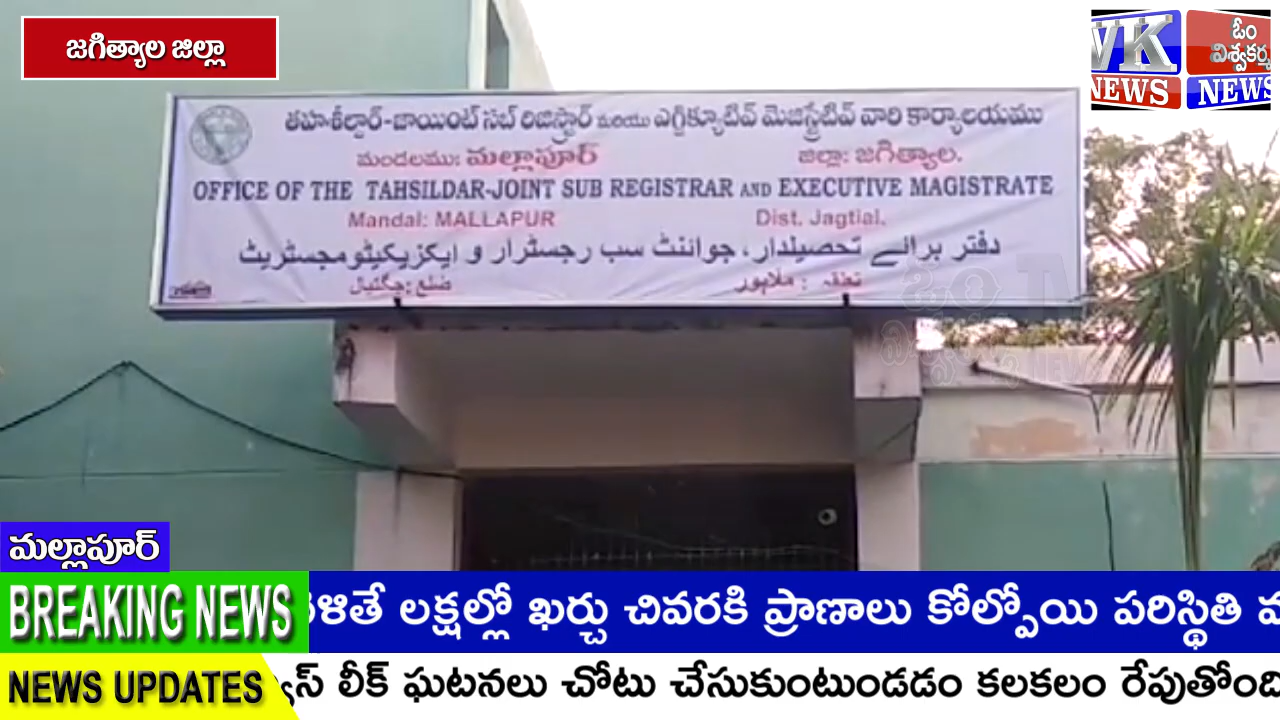 జగిత్యాల జిల్లా
VK NEWS
ఓం విశ్వకర్మ NEWS
తహశీల్దార్-జాయింట్ సబ్ రిజిస్ట్రార్ మరియు ఎగ్జిక్యూటివ్ మెజిస్ట్రేటివ్ వారి కార్యాలయము
మండలము: మల్లాపూర్ జిల్లా: జగిత్యాల.
OFFICE OF THE TAHSILDAR-JOINT SUB REGISTRAR AND EXECUTIVE MAGISTRATE
Mandal: MALLAPUR Dist. Jagtial.
دفتر برائے تحصیلدار، جوائنٹ سب رجسٹرار و ایکزیکیٹو مجسٹریٹ
تعلقہ : ملاپور ضلع: جگتیال
మల్లాపూర్
BREAKING NEWS
లక్షల్లో ఖర్చు చివరకి ప్రాణాలు కోల్పోయి పరిస్థితి
NEWS UPDATES
లీక్ ఘటనలు చోటు చేసుకుంటుండడం కలకలం రేపుతోంది